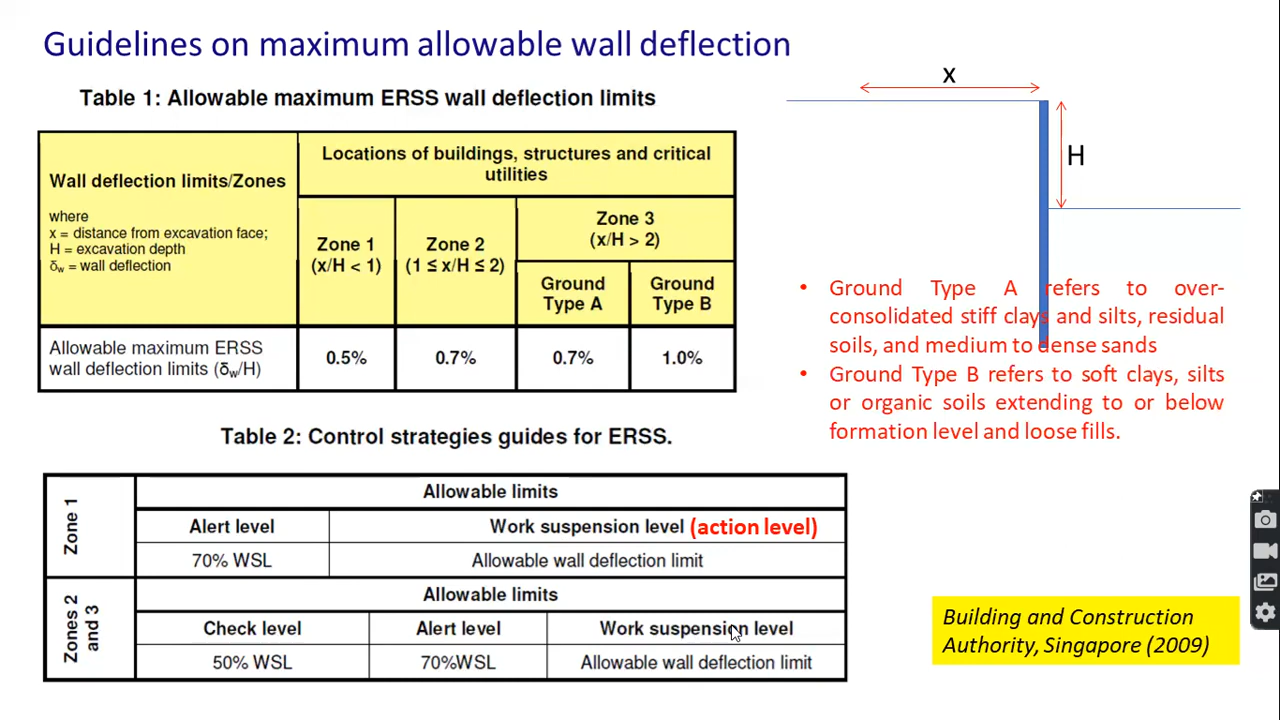 Guidelines on maximum allowable wall deflection
Table 1: Allowable maximum ERSS wall deflection limits
Wall deflection limits/Zones
where
x = distance from excavation face;
H = excavation depth
δw = wall deflection
Locations of buildings, structures and critical
utilities
Zone 1
(x/H < 1)
Zone 2
(1 ≤ x/H ≤ 2)
Zone 3
(x/H > 2)
Ground
Type A
Ground
Type B
Allowable maximum ERSS
wall deflection limits (δw/H)
0.5%
0.7%
0.7%
1.0%
x
H
• Ground Type A refers to over-
consolidated stiff clays and silts, residual
soils, and medium to dense sands
• Ground Type B refers to soft clays, silts
or organic soils extending to or below
formation level and loose fills.
Table 2: Control strategies guides for ERSS.
Zone 1
Allowable limits
Alert level
Work suspension level (action level)
70% WSL
Allowable wall deflection limit
Zones 2
and 3
Allowable limits
Check level
Alert level
Work suspension level
50% WSL
70%WSL
Allowable wall deflection limit
Building and Construction
Authority, Singapore (2009)